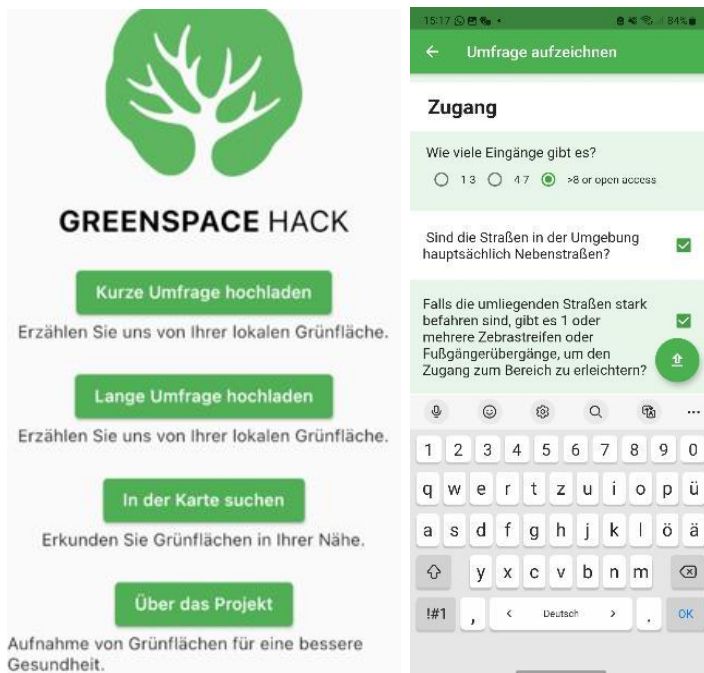 GREENSPACE HACK
Kurze Umfrage hochladen
Erzählen Sie uns von Ihrer lokalen Grünfläche.
Lange Umfrage hochladen
Erzählen Sie uns von Ihrer lokalen Grünfläche.
In der Karte suchen
Erkunden Sie Grünflächen in Ihrer Nähe.
Über das Projekt
Aufnahme von Grünflächen für eine bessere
Gesundheit.
15:17 84%
Umfrage aufzeichnen
Zugang
Wie viele Eingänge gibt es?
1 3 4 7 >8 or open access
Sind die Straßen in der Umgebung
hauptsächlich Nebenstraßen?
Falls die umliegenden Straßen stark
befahren sind, gibt es 1 oder
mehrere Zebrastreifen oder
Fußgängerübergänge, um den
Zugang zum Bereich zu erleichtern?
1 2 3 4 5 6 7 8 9 0
q w e r t z u i o p ü
a s d f g h j k l ö ä
y x c v b n m
!#1 , < Deutsch > . OK